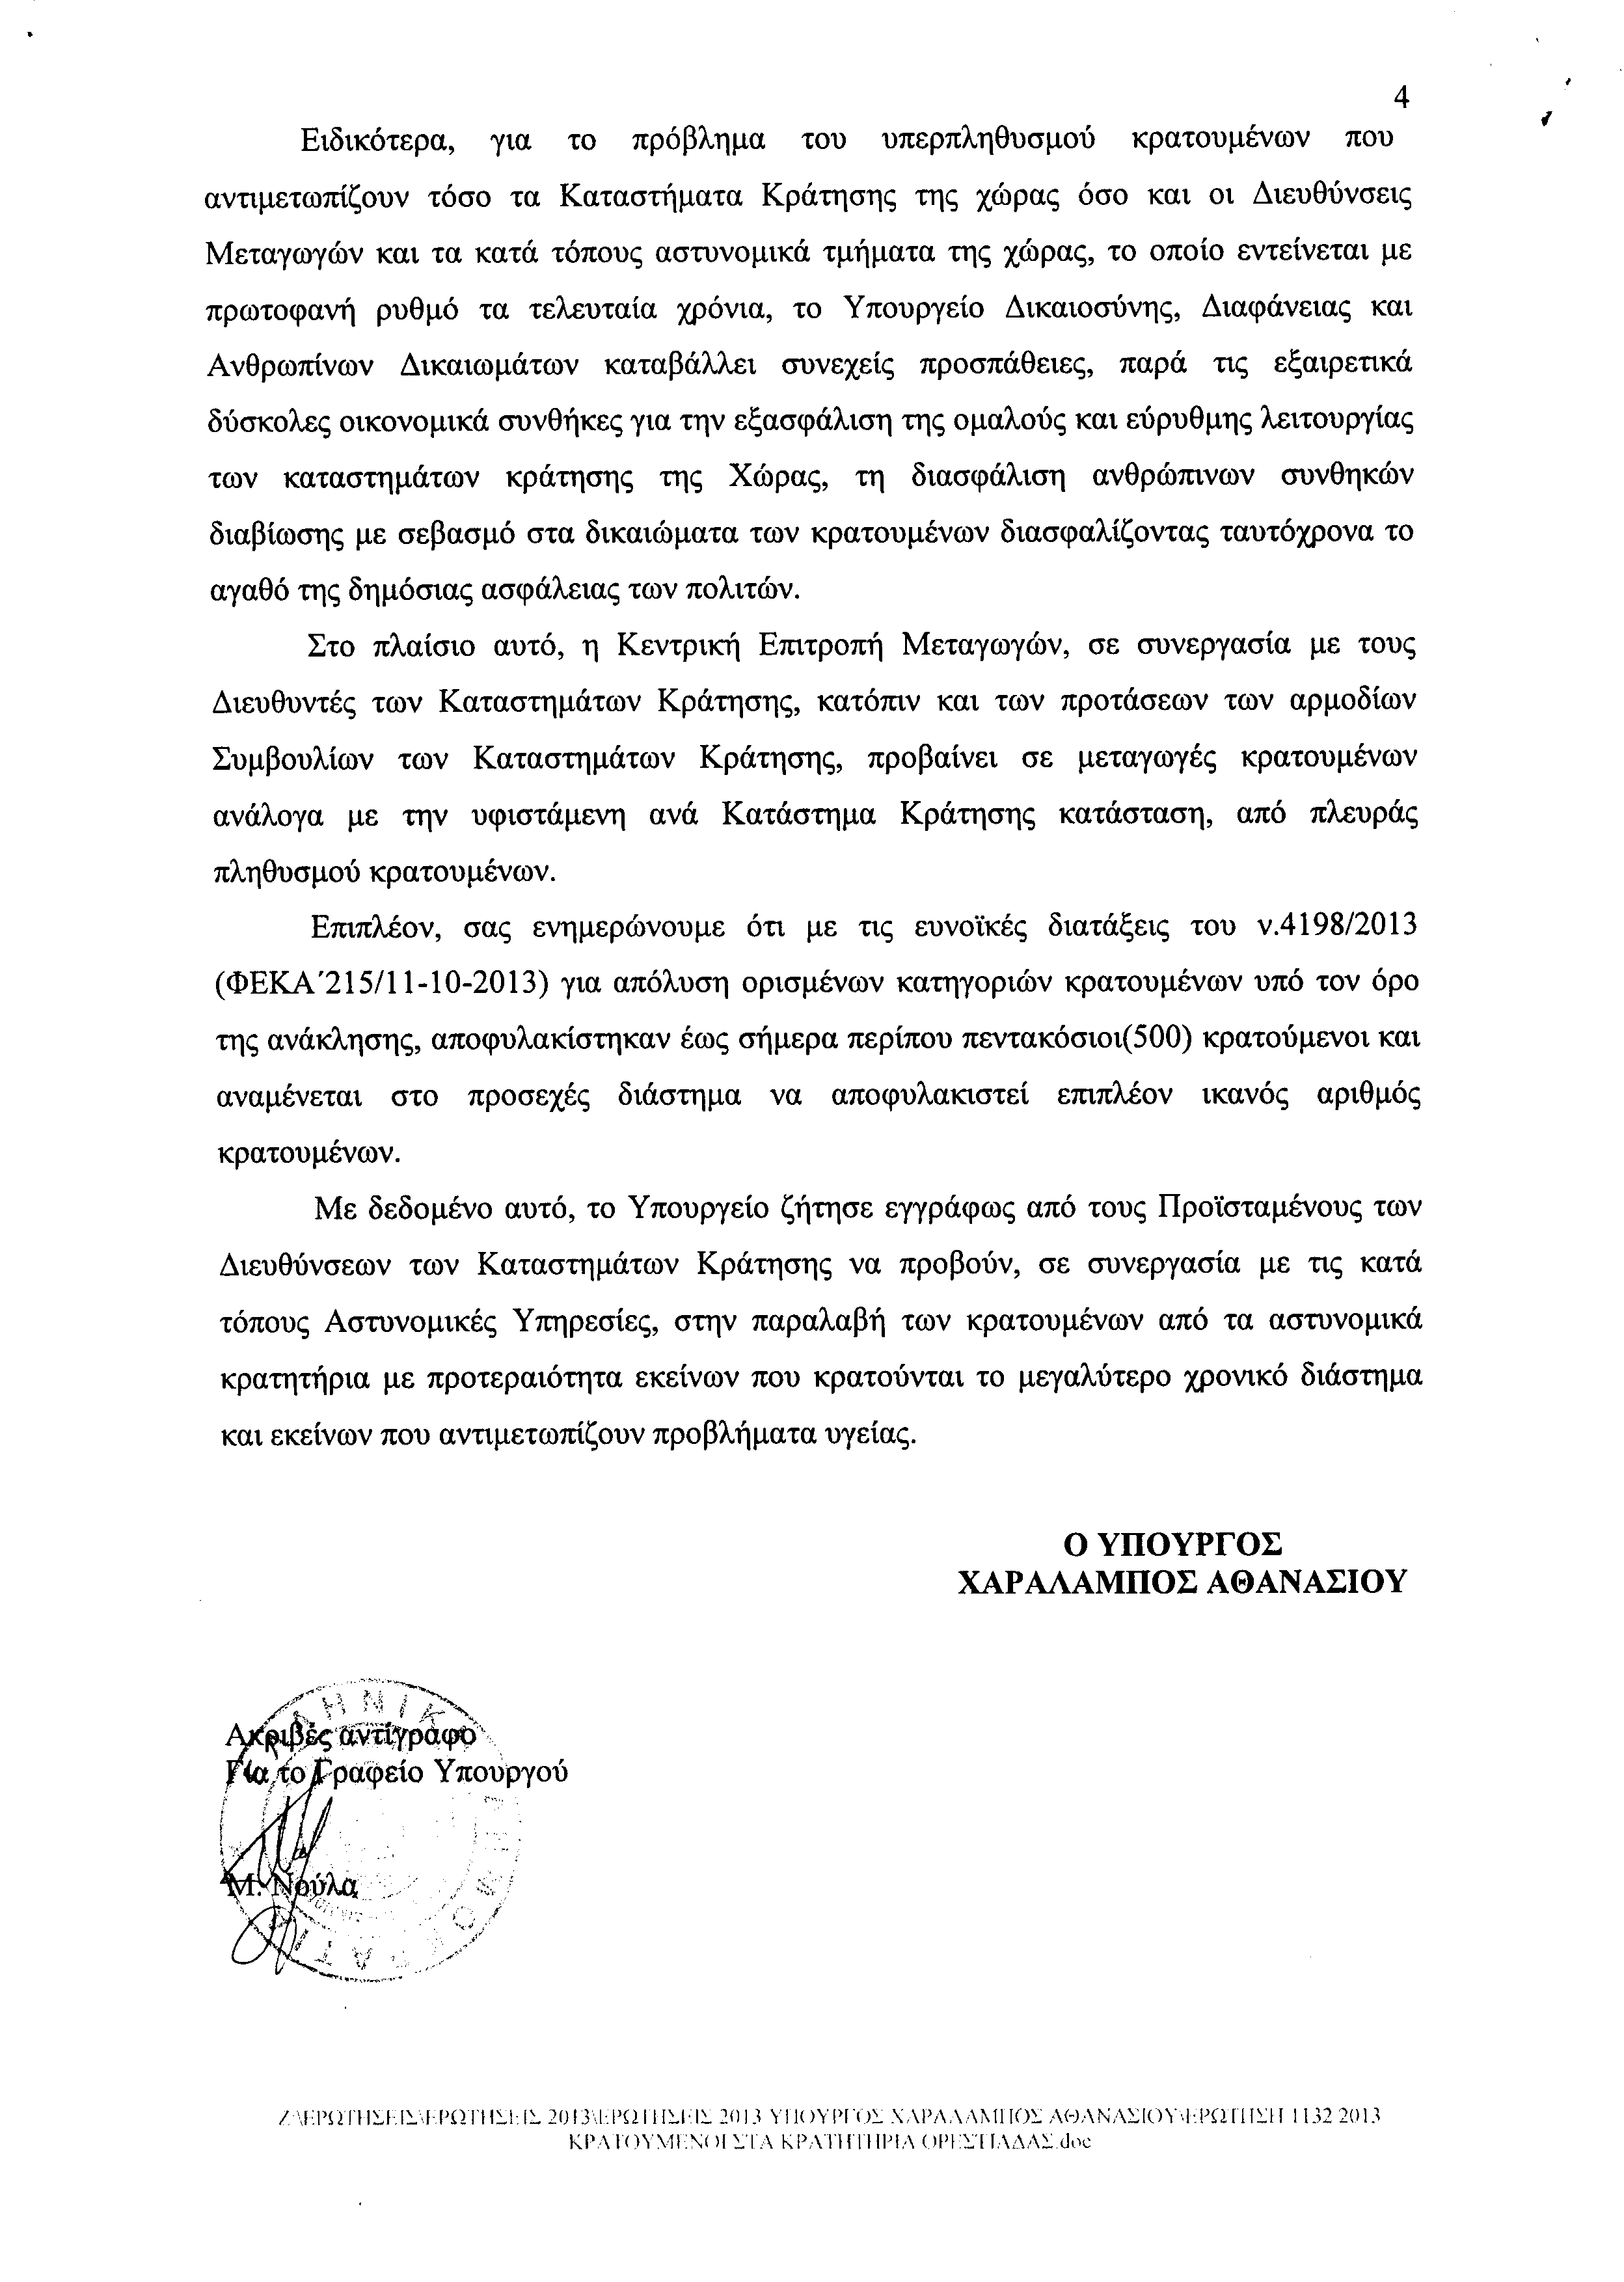 4
Ειδικότερα, για το πρόβλημα του υπερπληθυσμού κρατουμένων που
αντιμετωπίζουν τόσο τα Καταστήματα Κράτησης της χώρας όσο και οι Διευθύνσεις
Μεταγωγών και τα κατά τόπους αστυνομικά τμήματα της χώρας, το οποίο εντείνεται με
πρωτοφανή ρυθμό τα τελευταία χρόνια, το Υπουργείο Δικαιοσύνης, Διαφάνειας και
Ανθρωπίνων Δικαιωμάτων καταβάλλει συνεχείς προσπάθειες, παρά τις εξαιρετικά
δύσκολες οικονομικά συνθήκες για την εξασφάλιση της ομαλούς και εύρυθμης λειτουργίας
των καταστημάτων κράτησης της Χώρας, τη διασφάλιση ανθρώπινων συνθηκών
διαβίωσης με σεβασμό στα δικαιώματα των κρατουμένων διασφαλίζοντας ταυτόχρονα το
αγαθό της δημόσιας ασφάλειας των πολιτών.
Στο πλαίσιο αυτό, η Κεντρική Επιτροπή Μεταγωγών, σε συνεργασία με τους
Διευθυντές των Καταστημάτων Κράτησης, κατόπιν και των προτάσεων των αρμοδίων
Συμβουλίων των Καταστημάτων Κράτησης, προβαίνει σε μεταγωγές κρατουμένων
ανάλογα με την υφιστάμενη ανά Κατάστημα Κράτησης κατάσταση, από πλευράς
πληθυσμού κρατουμένων.
Επιπλέον, σας ενημερώνουμε ότι με τις ευνοϊκές διατάξεις του ν.4198/2013
(ΦΕΚΑ΄215/11-10-2013) για απόλυση ορισμένων κατηγοριών κρατουμένων υπό τον όρο
της ανάκλησης, αποφυλακίστηκαν έως σήμερα περίπου πεντακόσιοι(500) κρατούμενοι και
αναμένεται στο προσεχές διάστημα να αποφυλακιστεί επιπλέον ικανός αριθμός
κρατουμένων.
Με δεδομένο αυτό, το Υπουργείο ζήτησε εγγράφως από τους Προϊσταμένους των
Διευθύνσεων των Καταστημάτων Κράτησης να προβούν, σε συνεργασία με τις κατά
τόπους Αστυνομικές Υπηρεσίες, στην παραλαβή των κρατουμένων από τα αστυνομικά
κρατητήρια με προτεραιότητα εκείνων που κρατούνται το μεγαλύτερο χρονικό διάστημα
και εκείνων που αντιμετωπίζουν προβλήματα υγείας.
Ο ΥΠΟΥΡΓΟΣ
ΧΑΡΑΛΑΜΠΟΣ ΑΘΑΝΑΣΙΟΥ
Ακριβές αντίγραφο
Για το Γραφείο Υπουργού
Μ. Νούλα
Ζ:\ΕΡΩΤΗΣΕΙΣ\ΕΡΩΤΗΣΕΙΣ 2013\ΕΡΩΤΗΣΕΙΣ 2013 ΥΠΟΥΡΓΟΣ ΧΑΡΑΛΑΜΠΟΣ ΑΘΑΝΑΣΙΟΥ\ΕΡΩΤΗΣΗ 1132 2013
ΚΡΑΤΟΥΜΕΝΟΙ ΣΤΑ ΚΡΑΤΗΤΗΡΙΑ ΟΡΕΣΤΙΑΔΑΣ.doc